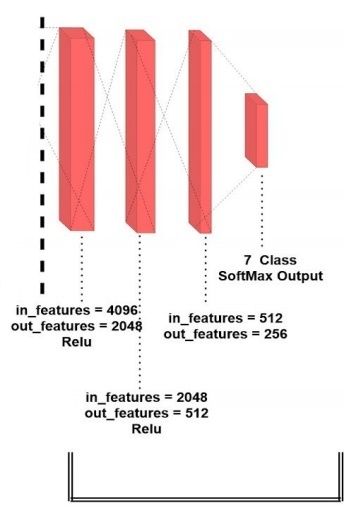 7 Class
SoftMax Output
in_features = 4096
out_features = 2048
Relu
in_features = 512
out_features = 256
in_features = 2048
out_features = 512
Relu